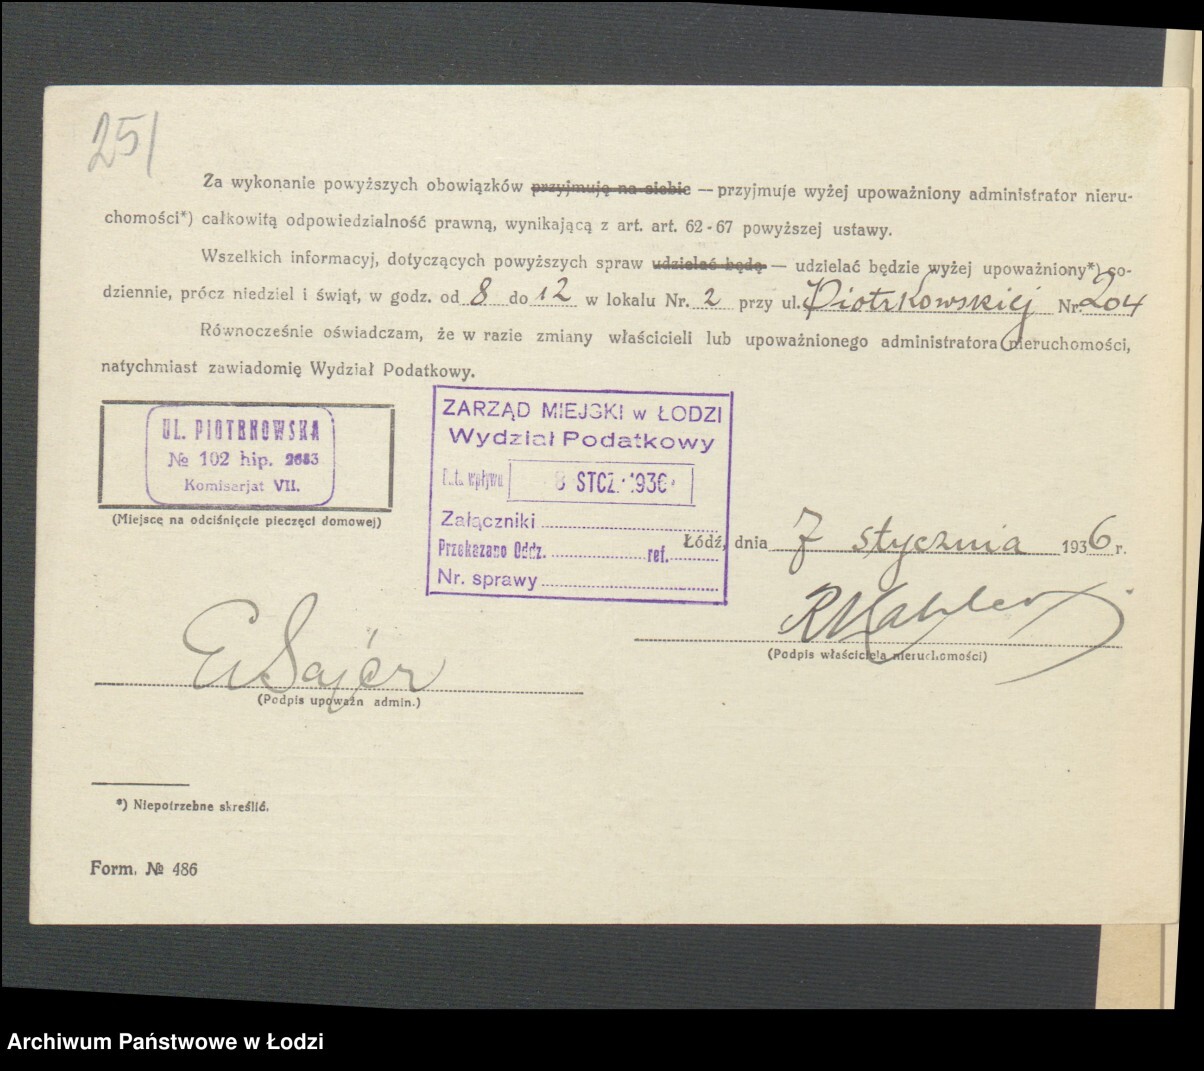 251
Za wykonanie powyższych obowiązków przyjmuję na siebie — przyjmuje wyżej upoważniony administrator nieru-
chomości*) całkowitą odpowiedzialność prawną, wynikającą z art. art. 62-67 powyższej ustawy.
Wszelkich informacyj, dotyczących powyższych spraw udzielać będę — udzielać będzie wyżej upoważniony*) co-
dziennie, prócz niedziel i świąt, w godz. od 8 do 12 w lokalu Nr. 2 przy ul. Piotrkowskiej Nr. 204
Równocześnie oświadczam, że w razie zmiany właścicieli lub upoważnionego administratora nieruchomości,
natychmiast zawiadomię Wydział Podatkowy.
UL. PIOTRKOWSKA
№ 102 hip. 2683
Komisarjat VII.
(Miejsce na odciśnięcie pieczęci domowej)
ZARZĄD MIEJSKI w ŁODZI
Wydział Podatkowy
Data wpływu 8 STCZ. 1936
Załączniki
Przekazano Oddz. ref.
Nr. sprawy
Łódź, dnia 7 stycznia 1936 r.
(Podpis właściciela nieruchomości)
(Podpis upoważn admin.)
*) Niepotrzebne skreślić.
Form. № 486
Archiwum Państwowe w Łodzi